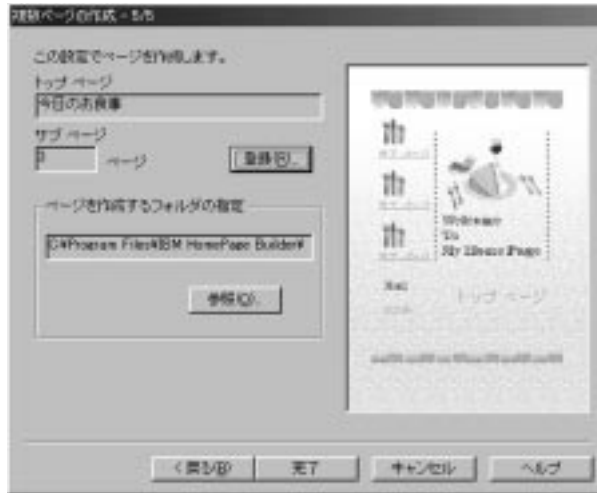 複数ページの作成 - 5/5
この設定でページを作成します。
トップ ページ
今日のお食事
サブ ページ
3
ページ
登録(R)...
ページを作成するフォルダの指定
C:¥Program Files¥IBM HomePage Builder¥
参照(O)...
Welcome
To
My Home Page
トップ ページ
< 戻る(B)
完了
キャンセル
ヘルプ